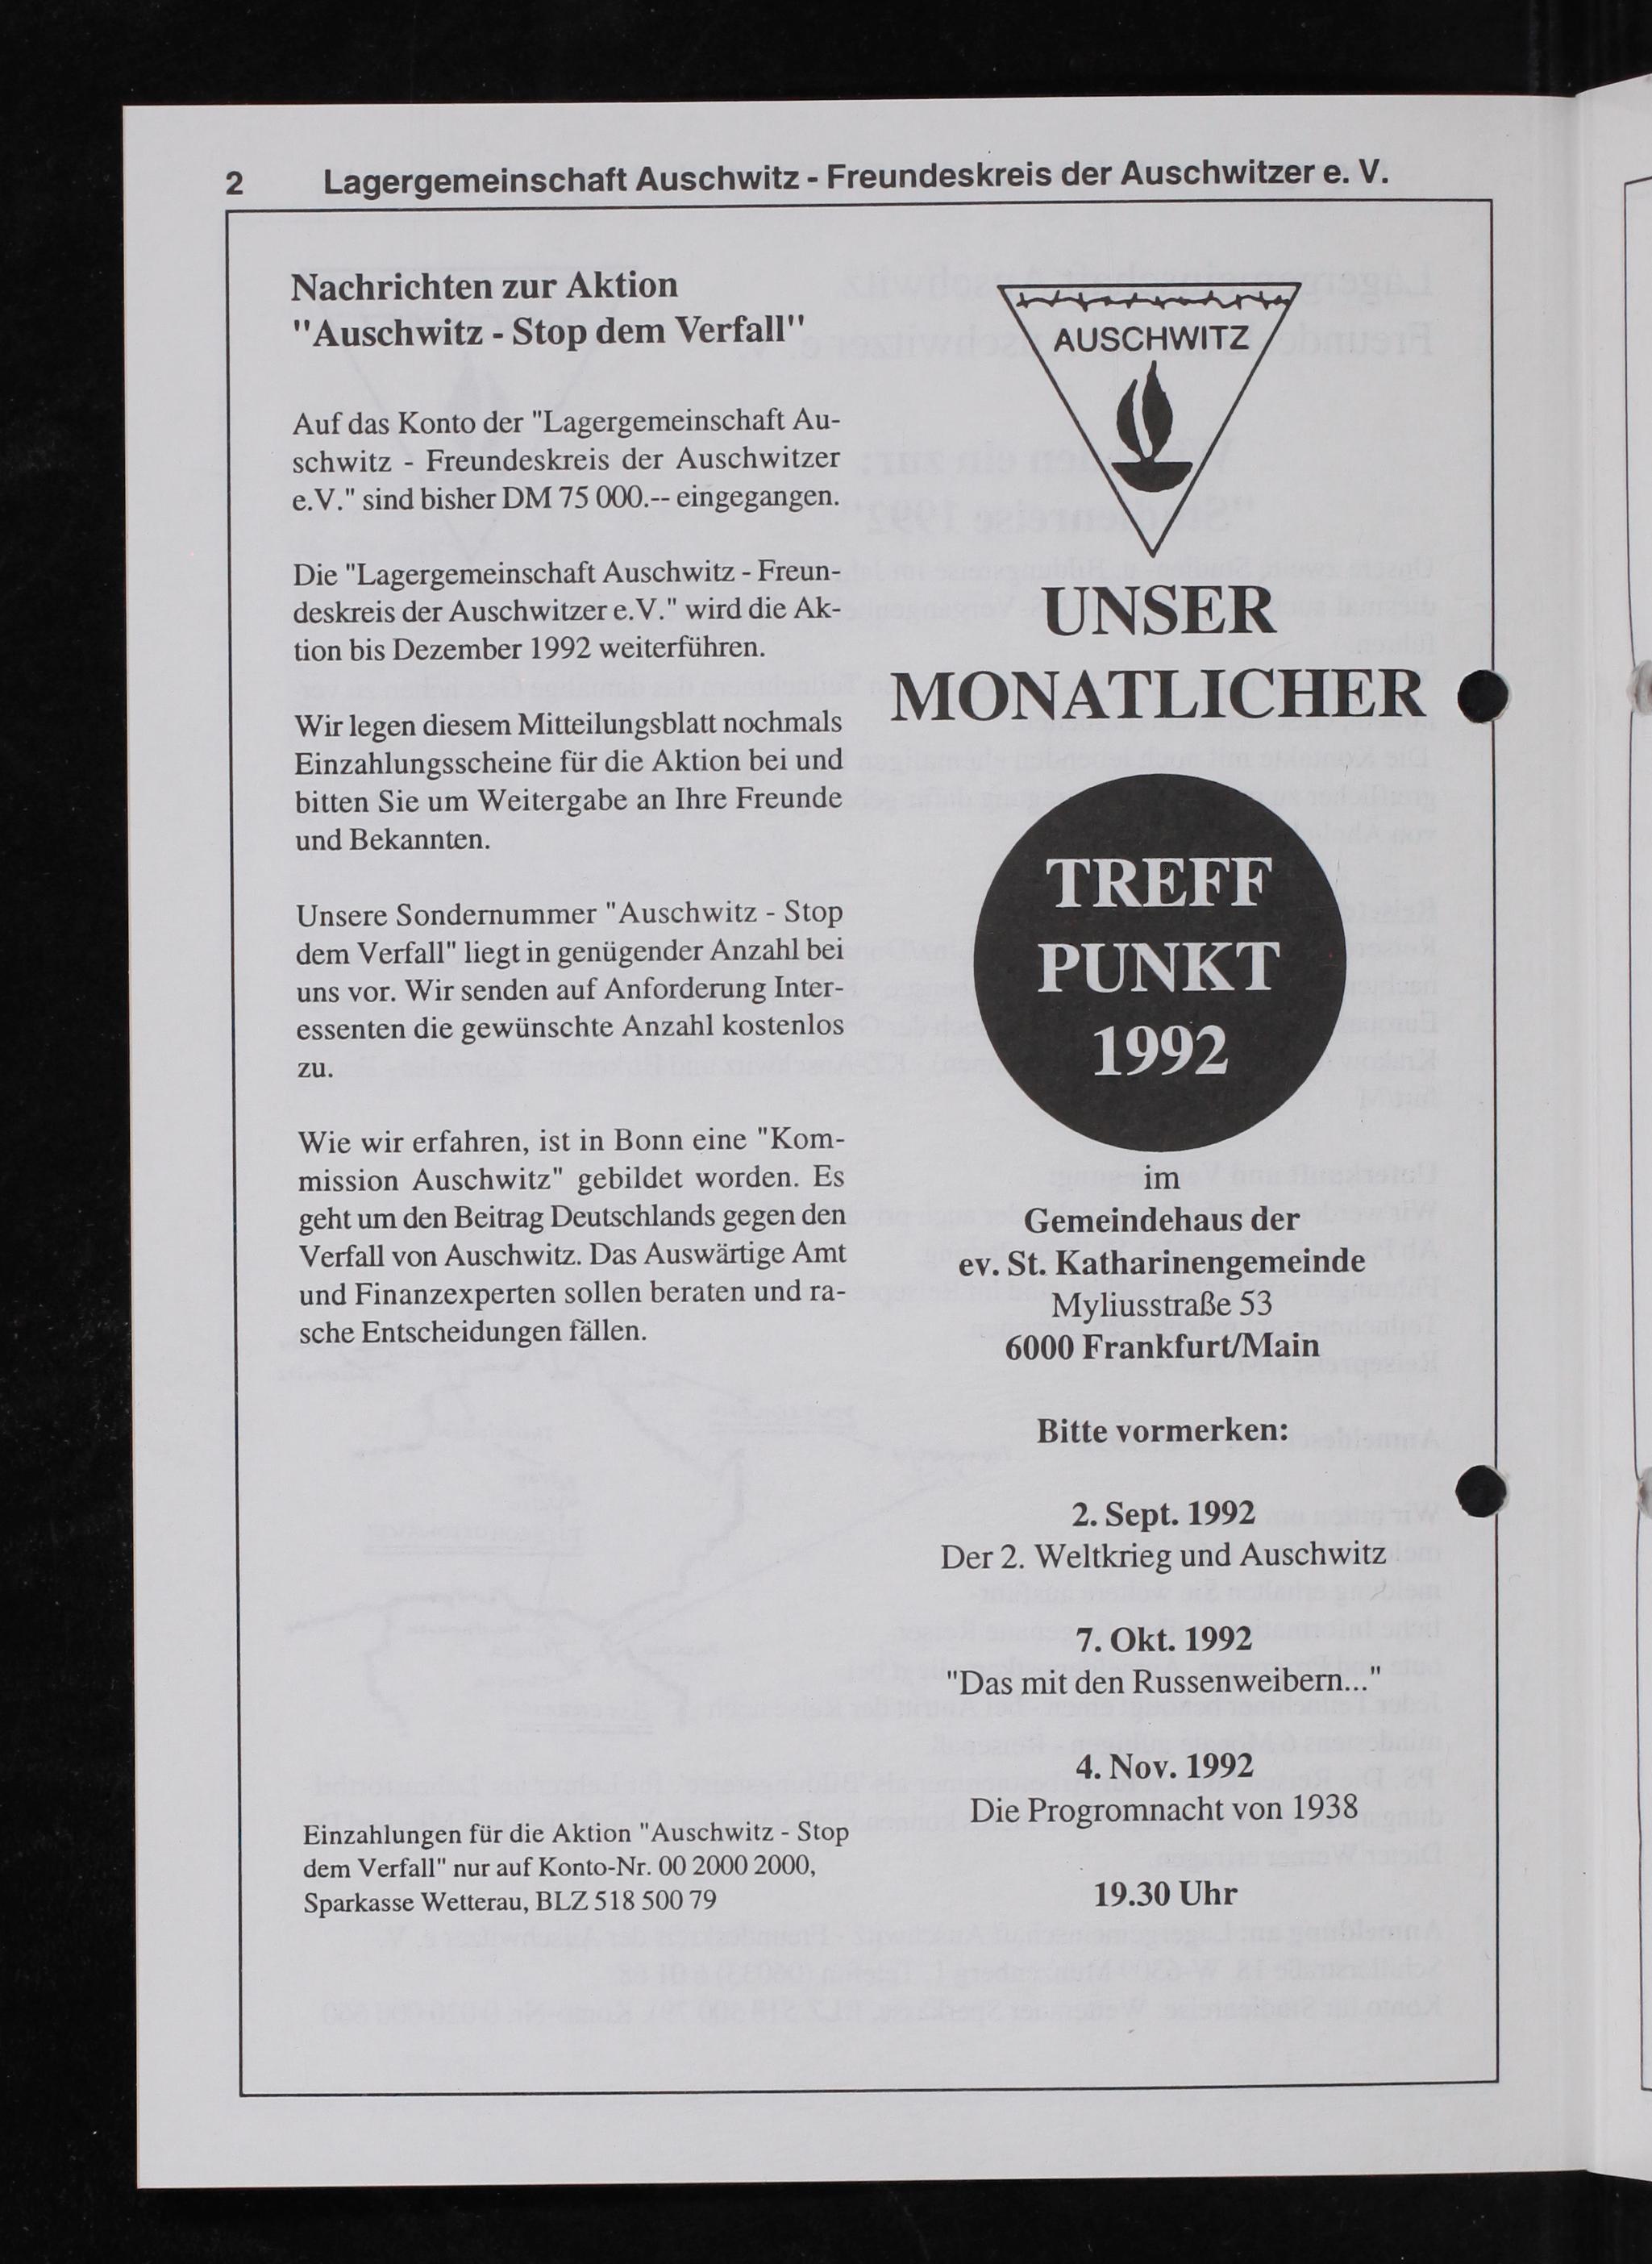 2 Lagergemeinschaft Auschwitz - Freundeskreis der Auschwitzer e. V.
Nachrichten zur Aktion
"Auschwitz - Stop dem Verfall"
Auf das Konto der "Lagergemeinschaft Au-
schwitz - Freundeskreis der Auschwitzer
e.V." sind bisher DM 75 000.-- eingegangen.
Die "Lagergemeinschaft Auschwitz - Freun-
deskreis der Auschwitzer e.V." wird die Ak-
tion bis Dezember 1992 weiterführen.
Wir legen diesem Mitteilungsblatt nochmals
Einzahlungsscheine für die Aktion bei und
bitten Sie um Weitergabe an Ihre Freunde
und Bekannten.
Unsere Sondernummer "Auschwitz - Stop
dem Verfall" liegt in genügender Anzahl bei
uns vor. Wir senden auf Anforderung Inter-
essenten die gewünschte Anzahl kostenlos
zu.
Wie wir erfahren, ist in Bonn eine "Kom-
mission Auschwitz" gebildet worden. Es
geht um den Beitrag Deutschlands gegen den
Verfall von Auschwitz. Das Auswärtige Amt
und Finanzexperten sollen beraten und ra-
sche Entscheidungen fällen.
Einzahlungen für die Aktion "Auschwitz - Stop
dem Verfall" nur auf Konto-Nr. 00 2000 2000,
Sparkasse Wetterau, BLZ 518 500 79
AUSCHWITZ
UNSER
MONATLICHER
TREFF
PUNKT
1992
im
Gemeindehaus der
ev. St. Katharinengemeinde
Myliusstraße 53
6000 Frankfurt/Main
Bitte vormerken:
2. Sept. 1992
Der 2. Weltkrieg und Auschwitz
7. Okt. 1992
"Das mit den Russenweibern..."
4. Nov. 1992
Die Progromnacht von 1938
19.30 Uhr